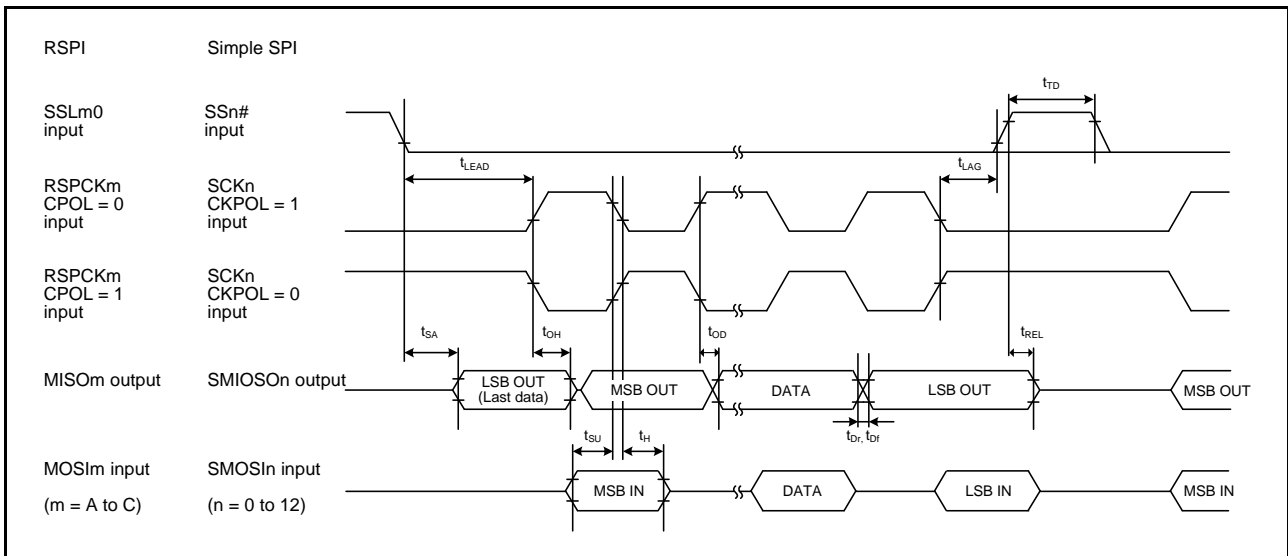 RSPI Simple SPI
tTD
SSLm0 SSn#
input input
tLEAD tLAG
RSPCKm SCKn
CPOL = 0 CKPOL = 1
input input
RSPCKm SCKn
CPOL = 1 CKPOL = 0
input input
tSA tOH tOD tREL
MISOm output SMISOn output LSB OUT (Last data) MSB OUT DATA LSB OUT MSB OUT
tSU tH tDr, tDf
MOSIm input SMOSIn input MSB IN DATA LSB IN MSB IN
(m = A to C) (n = 0 to 12)